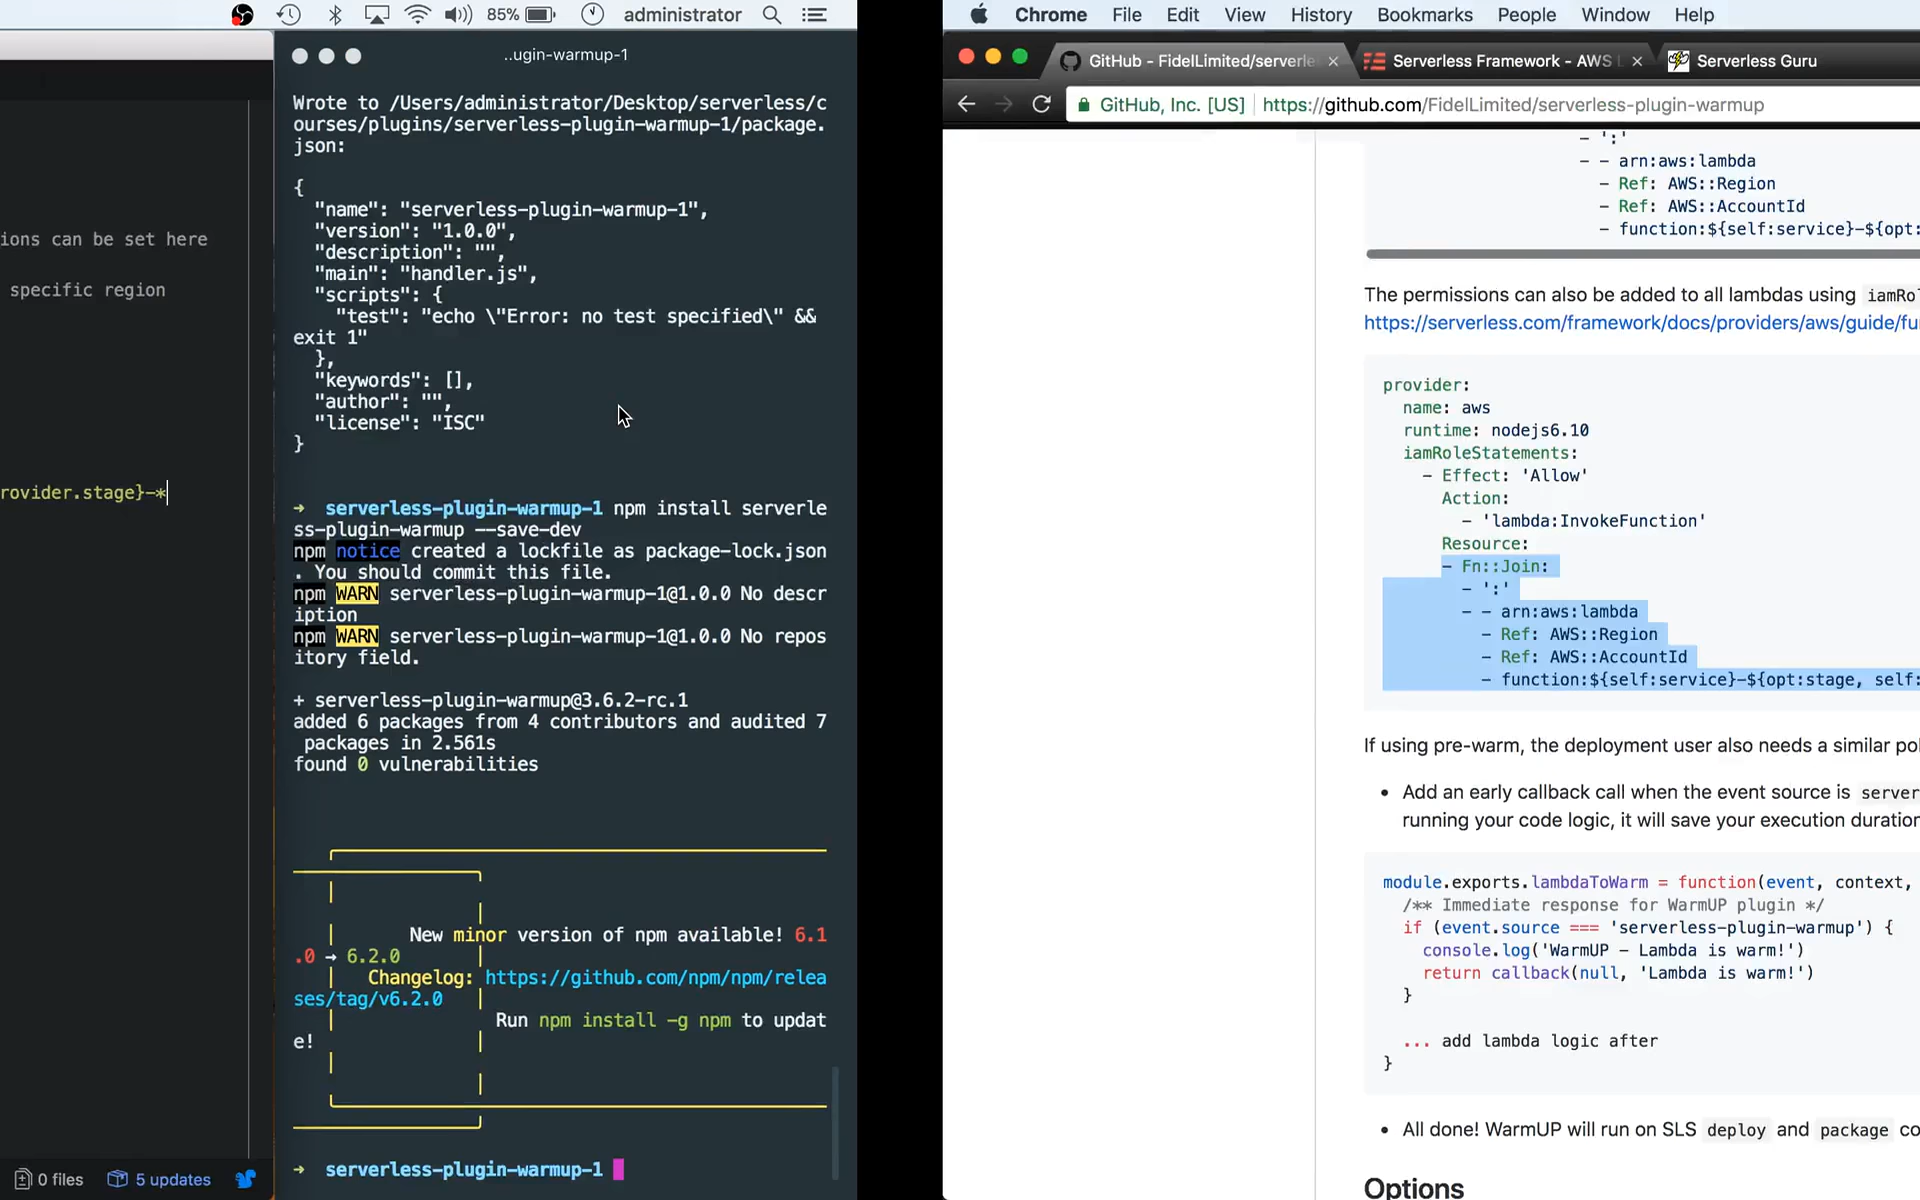 85% administrator
Chrome File Edit View History Bookmarks People Window Help
ions can be set here
specific region
rovider.stage}-*
0 files 5 updates
..ugin-warmup-1
Wrote to /Users/administrator/Desktop/serverless/c
ourses/plugins/serverless-plugin-warmup-1/package.
json:
{
"name": "serverless-plugin-warmup-1",
"version": "1.0.0",
"description": "",
"main": "handler.js",
"scripts": {
"test": "echo \"Error: no test specified\" &&
exit 1"
},
"keywords": [],
"author": "",
"license": "ISC"
}
➜ serverless-plugin-warmup-1 npm install serverle
ss-plugin-warmup --save-dev
npm notice created a lockfile as package-lock.json
. You should commit this file.
npm WARN serverless-plugin-warmup-1@1.0.0 No descr
iption
npm WARN serverless-plugin-warmup-1@1.0.0 No repos
itory field.
+ serverless-plugin-warmup@3.6.2-rc.1
added 6 packages from 4 contributors and audited 7
packages in 2.561s
found 0 vulnerabilities
New minor version of npm available! 6.1
.0 → 6.2.0
Changelog: https://github.com/npm/npm/relea
ses/tag/v6.2.0
Run npm install -g npm to updat
e!
➜ serverless-plugin-warmup-1
GitHub - FidelLimited/serverle × Serverless Framework - AWS L × Serverless Guru
GitHub, Inc. [US] https://github.com/FidelLimited/serverless-plugin-warmup
- ':'
- - arn:aws:lambda
- Ref: AWS::Region
- Ref: AWS::AccountId
- function:${self:service}-${opt:
The permissions can also be added to all lambdas using iamRo
https://serverless.com/framework/docs/providers/aws/guide/fu
provider:
name: aws
runtime: nodejs6.10
iamRoleStatements:
- Effect: 'Allow'
Action:
- 'lambda:InvokeFunction'
Resource:
- Fn::Join:
- ':'
- - arn:aws:lambda
- Ref: AWS::Region
- Ref: AWS::AccountId
- function:${self:service}-${opt:stage, self:
If using pre-warm, the deployment user also needs a similar pol
• Add an early callback call when the event source is server
running your code logic, it will save your execution duration
module.exports.lambdaToWarm = function(event, context,
/** Immediate response for WarmUP plugin */
if (event.source === 'serverless-plugin-warmup') {
console.log('WarmUP - Lambda is warm!')
return callback(null, 'Lambda is warm!')
}
... add lambda logic after
}
• All done! WarmUP will run on SLS deploy and package co
Options